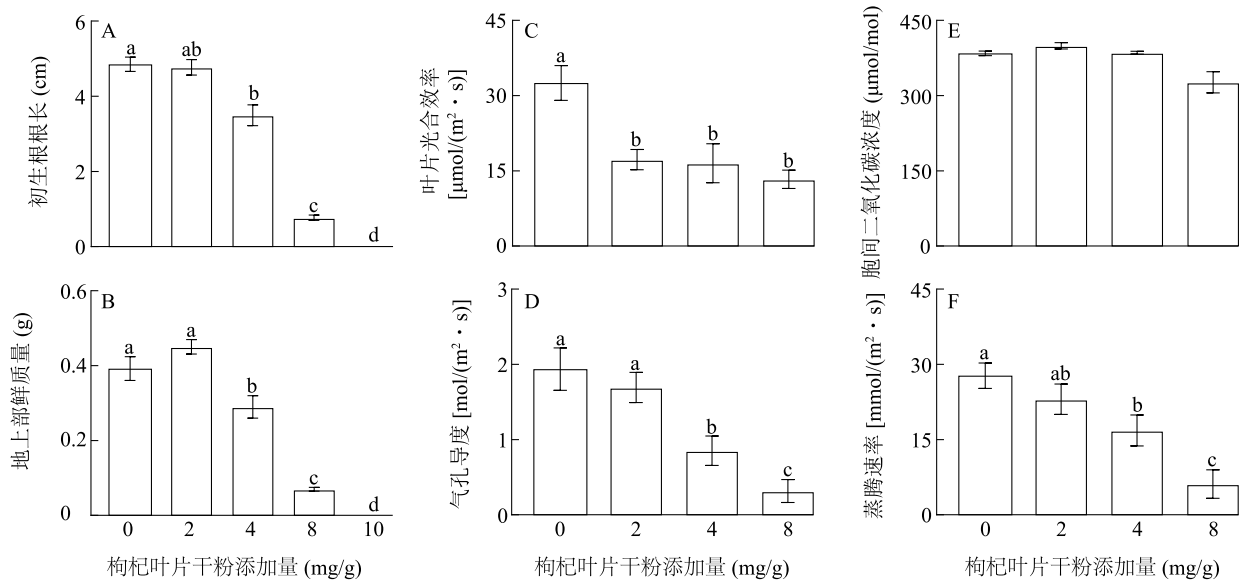 A
6
4
2
0
初生根根长 (cm)
a
ab
b
c
d
B
0.6
0.4
0.2
0
地上部鲜质量 (g)
a
a
b
c
d
0 2 4 8 10
枸杞叶片干粉添加量 (mg/g)
C
45
30
15
0
叶片光合效率
[μmol/(m²·s)]
a
b
b
b
D
3
2
1
0
气孔导度 [mol/(m²·s)]
a
a
b
c
0 2 4 8
枸杞叶片干粉添加量 (mg/g)
E
450
300
150
0
胞间二氧化碳浓度 (μmol/mol)
F
45
30
15
0
蒸腾速率 [mmol/(m²·s)]
a
ab
b
c
0 2 4 8
枸杞叶片干粉添加量 (mg/g)